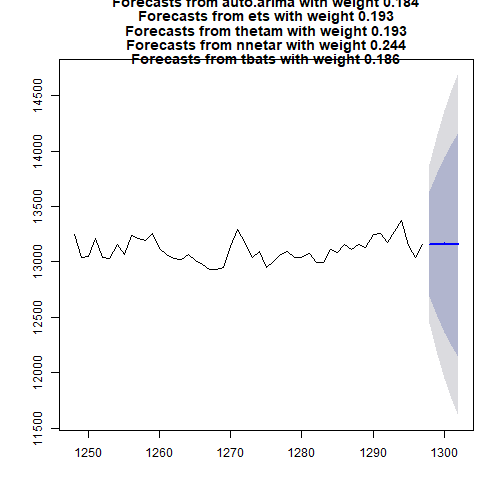 Forecasts from auto.arima with weight 0.184
Forecasts from ets with weight 0.193
Forecasts from thetam with weight 0.193
Forecasts from nnetar with weight 0.244
Forecasts from tbats with weight 0.186
14500
14000
13500
13000
12500
12000
11500
1250 1260 1270 1280 1290 1300